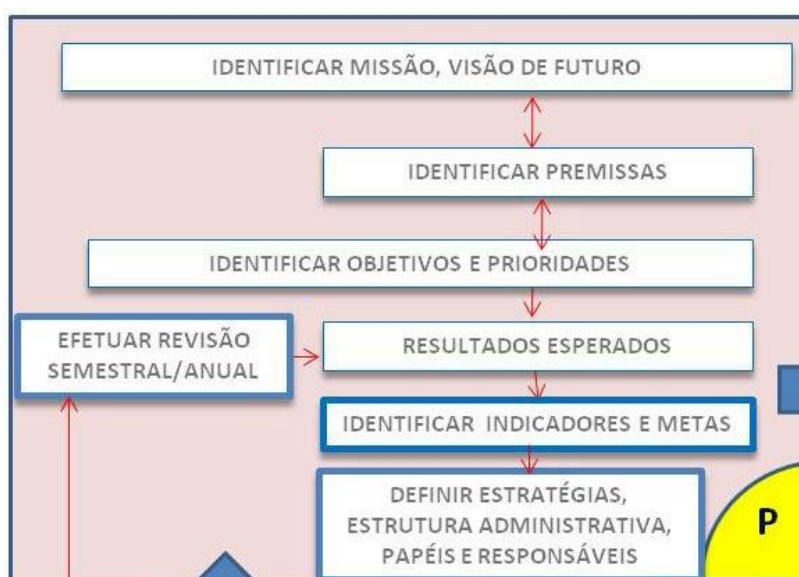 IDENTIFICAR MISSÃO, VISÃO DE FUTURO
IDENTIFICAR PREMISSAS
IDENTIFICAR OBJETIVOS E PRIORIDADES
EFETUAR REVISÃO
SEMESTRAL/ANUAL
RESULTADOS ESPERADOS
IDENTIFICAR INDICADORES E METAS
DEFINIR ESTRATÉGIAS,
ESTRUTURA ADMINISTRATIVA,
PAPÉIS E RESPONSÁVEIS
P